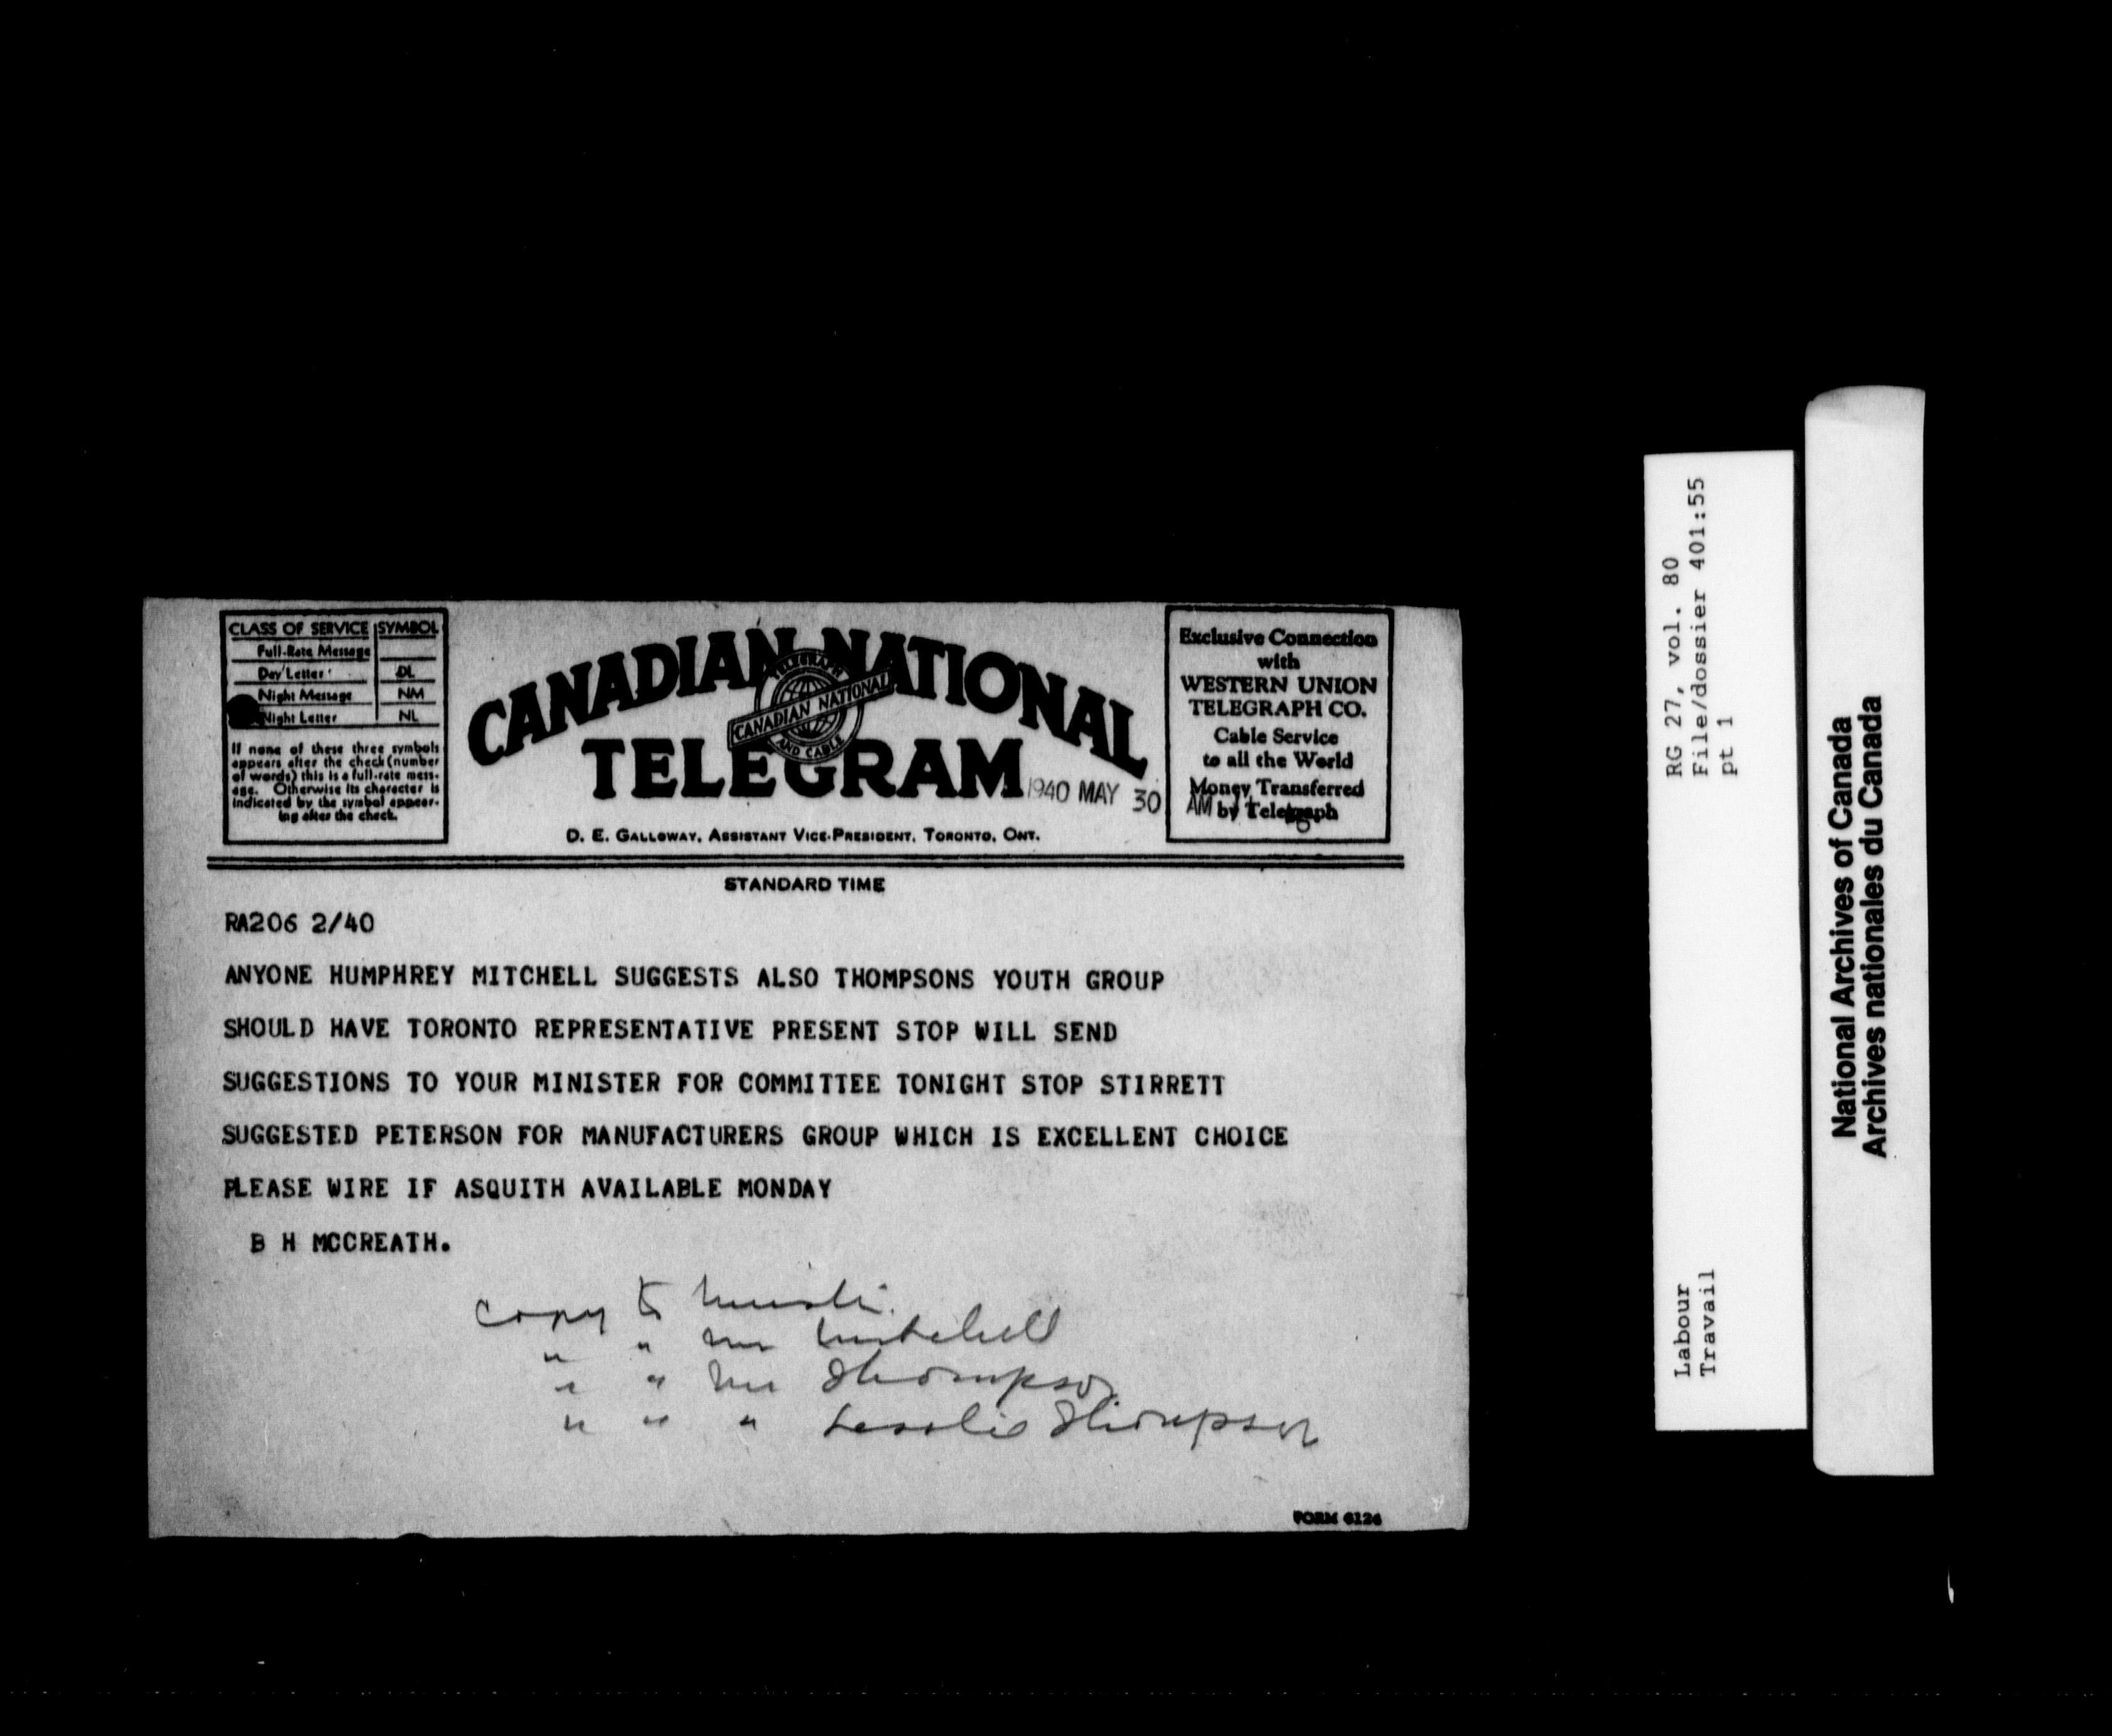 CLASS OF SERVICE SYMBOL
Full-Rate Message
Day Letter DL
Night Message NM
Night Letter NL
If none of these three symbols
appears after the check (number
of words) this is a full-rate mess-
age. Otherwise its character is
indicated by the symbol appear-
ing after the check.
CANADIAN NATIONAL
TELEGRAPH
CANADIAN NATIONAL
AND CABLE
TELEGRAM
1940 MAY 30 AM
D. E. GALLOWAY, ASSISTANT VICE-PRESIDENT, TORONTO, ONT.
Exclusive Connection
with
WESTERN UNION
TELEGRAPH CO.
Cable Service
to all the World
Money Transferred
by Telegraph
STANDARD TIME
RA206 2/40
ANYONE HUMPHREY MITCHELL SUGGESTS ALSO THOMPSONS YOUTH GROUP
SHOULD HAVE TORONTO REPRESENTATIVE PRESENT STOP WILL SEND
SUGGESTIONS TO YOUR MINISTER FOR COMMITTEE TONIGHT STOP STIRRETT
SUGGESTED PETERSON FOR MANUFACTURERS GROUP WHICH IS EXCELLENT CHOICE
PLEASE WIRE IF ASQUITH AVAILABLE MONDAY
B H MCCREATH.
copy to Minister
" " Mr Mitchell
" " Mr Thompson
" " " Leslie Thompson
FORM 6126
RG 27, vol. 80
File/dossier 401:55
pt 1
Labour
Travail
National Archives of Canada
Archives nationales du Canada